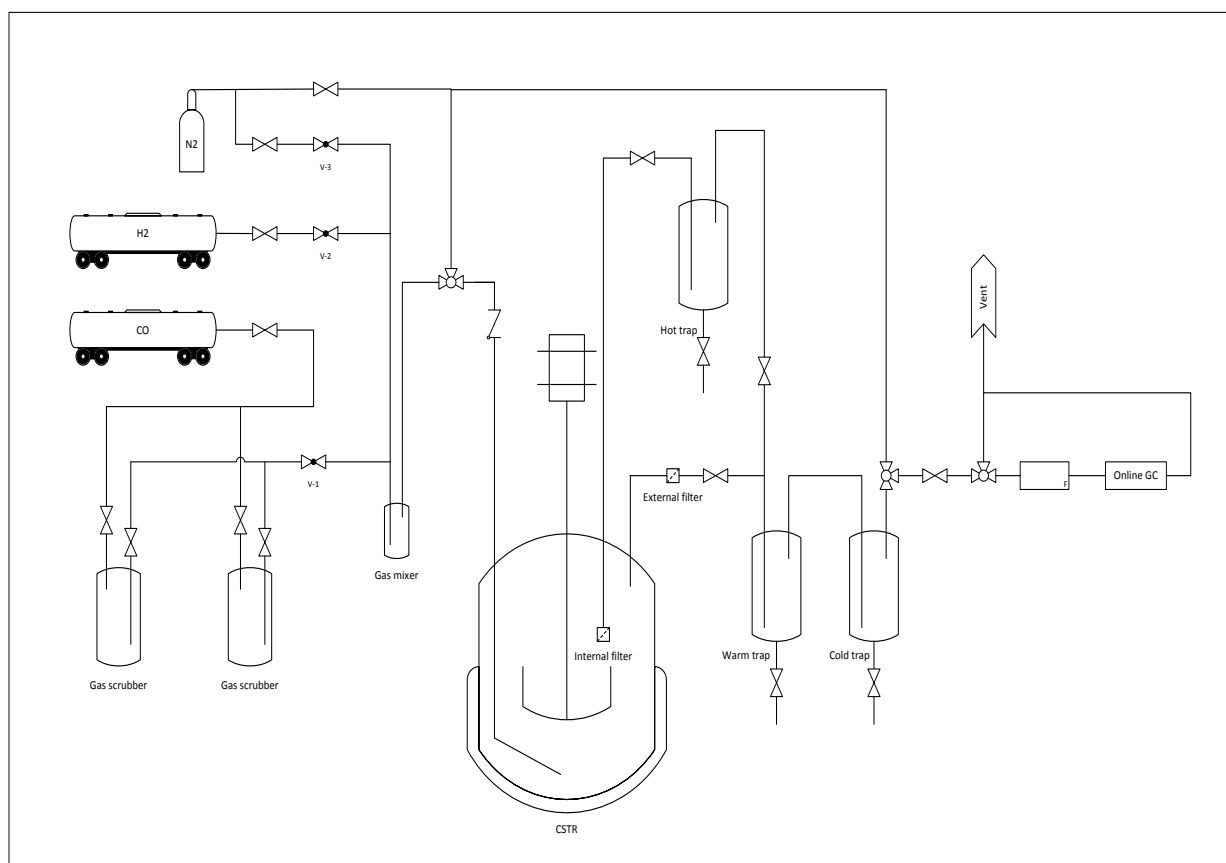 N2
V-3
H2
V-2
CO
V-1
Gas scrubber
Gas scrubber
Gas mixer
Hot trap
External filter
Internal filter
CSTR
Warm trap
Cold trap
Vent
F
Online GC